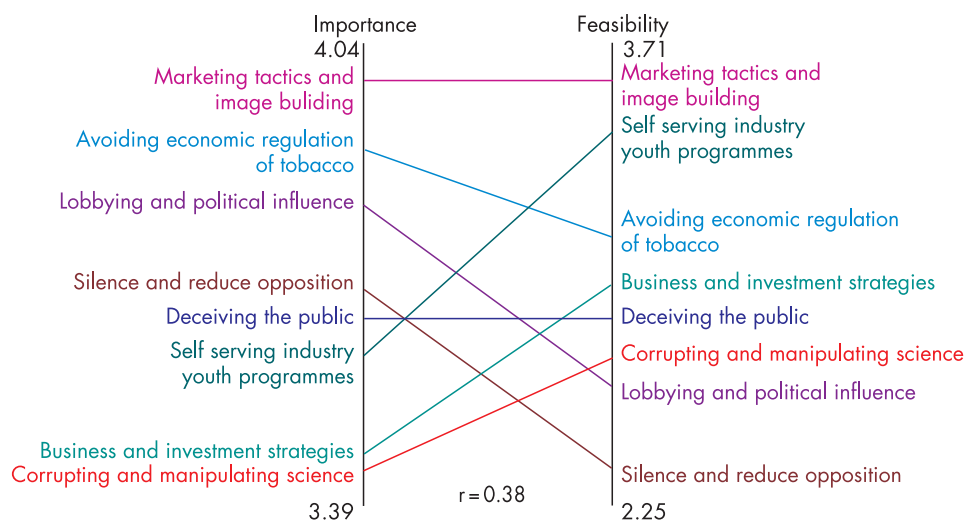 Importance
Feasibility
4.04
3.71
Marketing tactics and
image buliding
Avoiding economic regulation
of tobacco
Lobbying and political influence
Silence and reduce opposition
Deceiving the public
Self serving industry
youth programmes
Business and investment strategies
Corrupting and manipulating science
3.39
Marketing tactics and
image building
Self serving industry
youth programmes
Avoiding economic regulation
of tobacco
Business and investment strategies
Deceiving the public
Corrupting and manipulating science
Lobbying and political influence
Silence and reduce opposition
2.25
r = 0.38